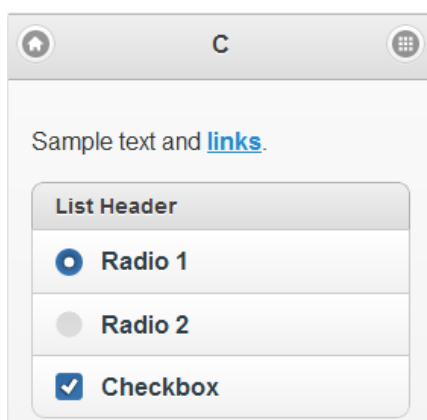 C
Sample text and links.
List Header
Radio 1
Radio 2
Checkbox